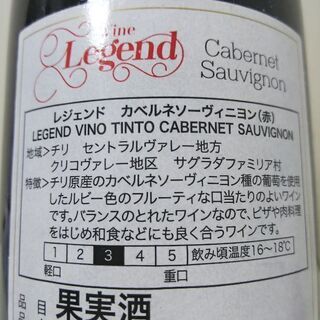 Wine
Legend
Cabernet
Sauvignon
レジェンド カベルネソーヴィニヨン(赤)
LEGEND VINO TINTO CABERNET SAUVIGNON
地域>チリ セントラルヴァレー地方
クリコヴァレー地区 サグラダファミリア村
特徴>チリ原産のカベルネソーヴィニヨン種の葡萄を使用
したルビー色のフルーティな口当たりのよいワイン
です。バランスのとれたワインなので、ピザや肉料理
をはじめ和食などにも良く合うワインです。
1 2 3 4 5 飲み頃温度16~18℃
軽口 重口
目 果実酒